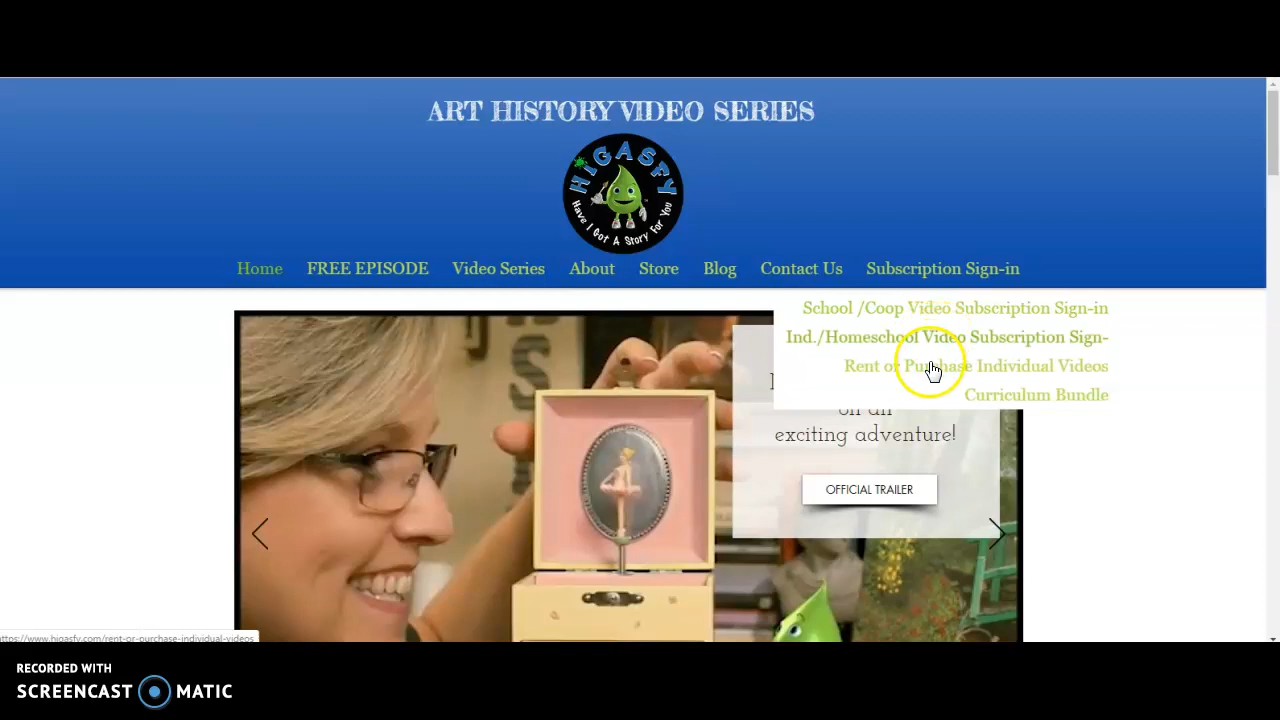 ART HISTORY VIDEO SERIES
HIGASFY
Have I Got A Story For You
Home FREE EPISODE Video Series About Store Blog Contact Us Subscription Sign-in
School /Coop Video Subscription Sign-in
Ind./Homeschool Video Subscription Sign-
Rent or Purchase Individual Videos
Curriculum Bundle
on an
exciting adventure!
OFFICIAL TRAILER
https://www.higasfy.com/rent-or-purchase-individual-videos
RECORDED WITH
SCREENCAST MATIC